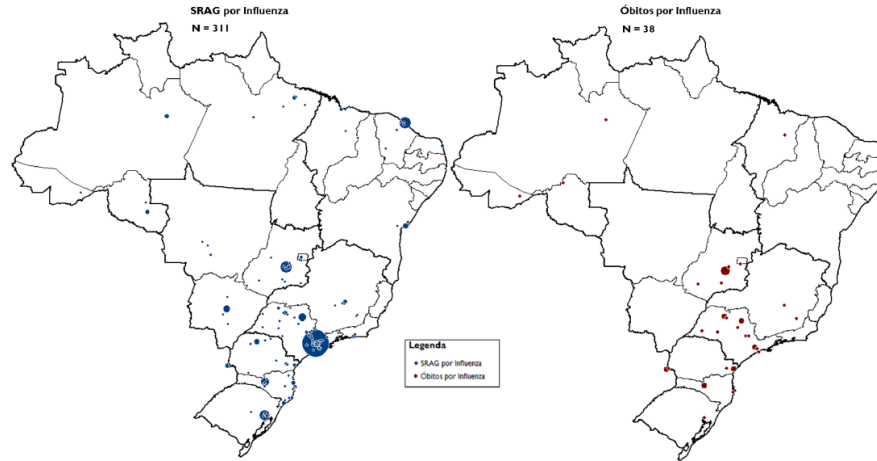 SRAG por Influenza
N = 311
Óbitos por Influenza
N = 38
Legenda
SRAG por Influenza
Óbitos por Influenza